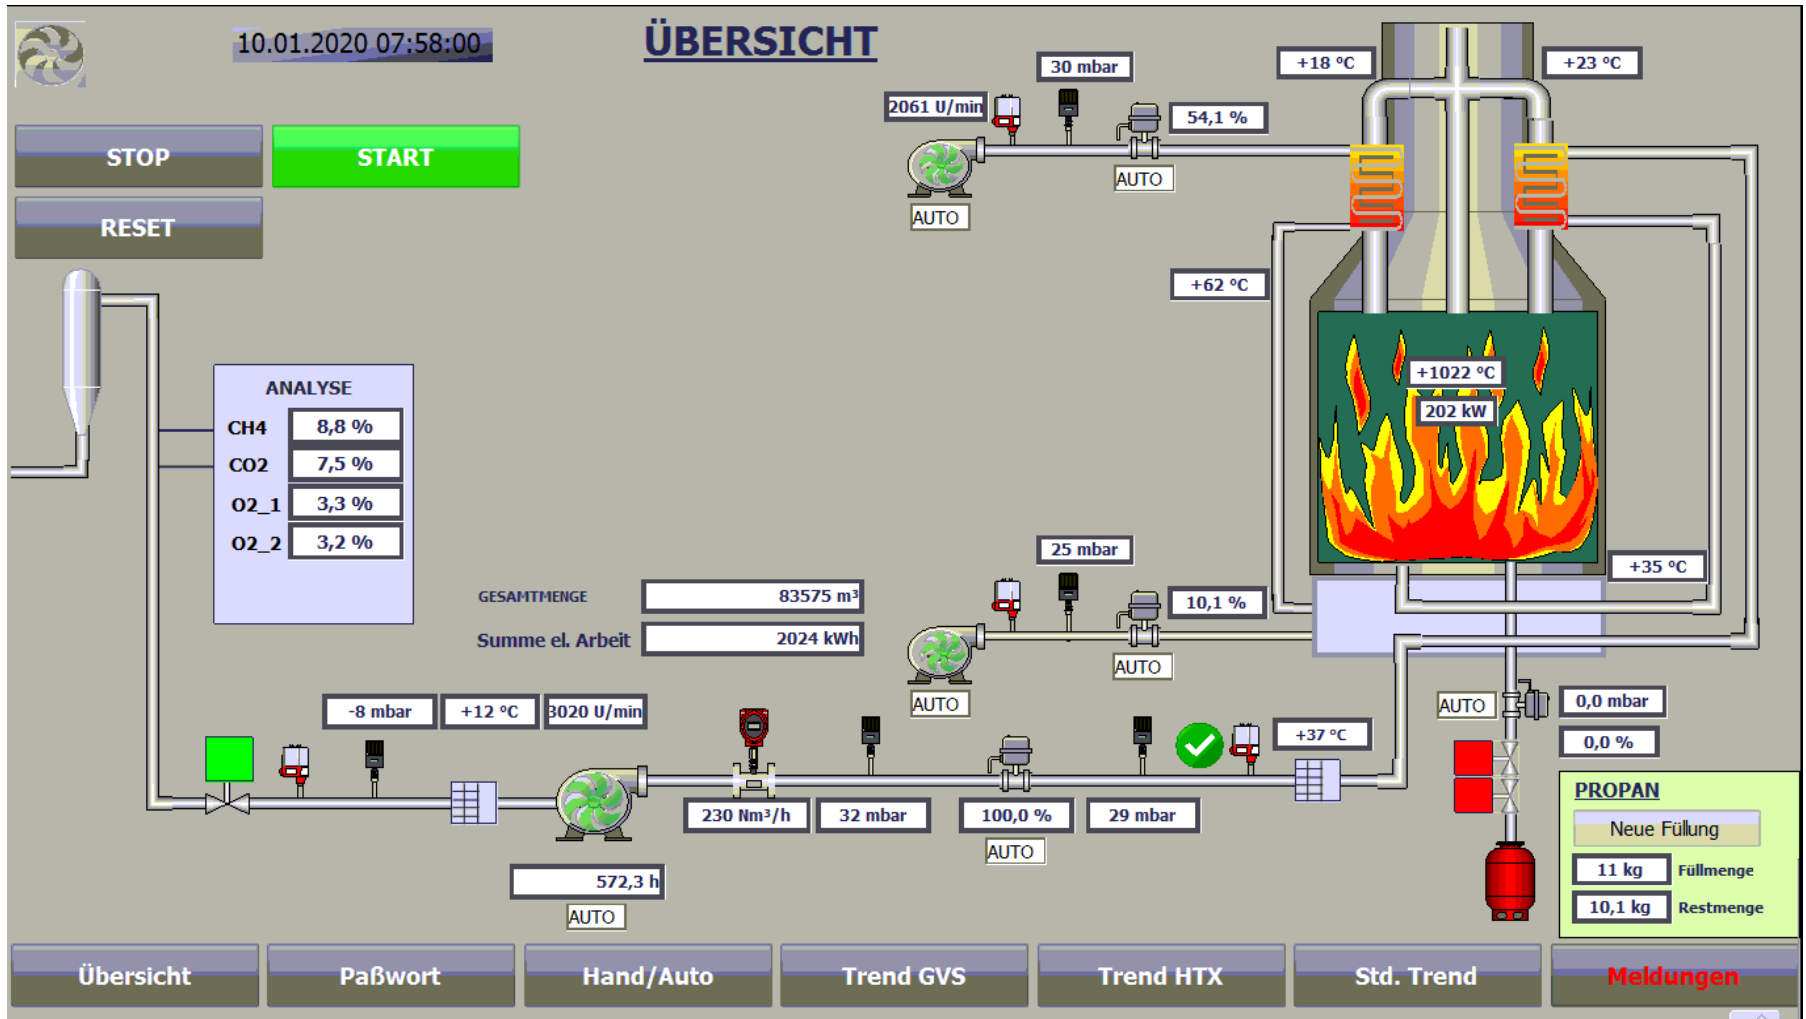 10.01.2020 07:58:00
ÜBERSICHT
STOP
START
RESET
30 mbar
2061 U/min
54,1 %
AUTO
AUTO
+18 °C
+23 °C
+62 °C
+1022 °C
202 kW
ANALYSE
CH4 8,8 %
CO2 7,5 %
O2_1 3,3 %
O2_2 3,2 %
GESAMTMENGE 83575 m³
Summe el. Arbeit 2024 kWh
25 mbar
10,1 %
AUTO
AUTO
+35 °C
-8 mbar
+12 °C
3020 U/min
230 Nm³/h
32 mbar
100,0 %
AUTO
29 mbar
+37 °C
572,3 h
AUTO
AUTO
0,0 mbar
0,0 %
PROPAN
Neue Füllung
11 kg Füllmenge
10,1 kg Restmenge
Übersicht
Paßwort
Hand/Auto
Trend GVS
Trend HTX
Std. Trend
Meldungen